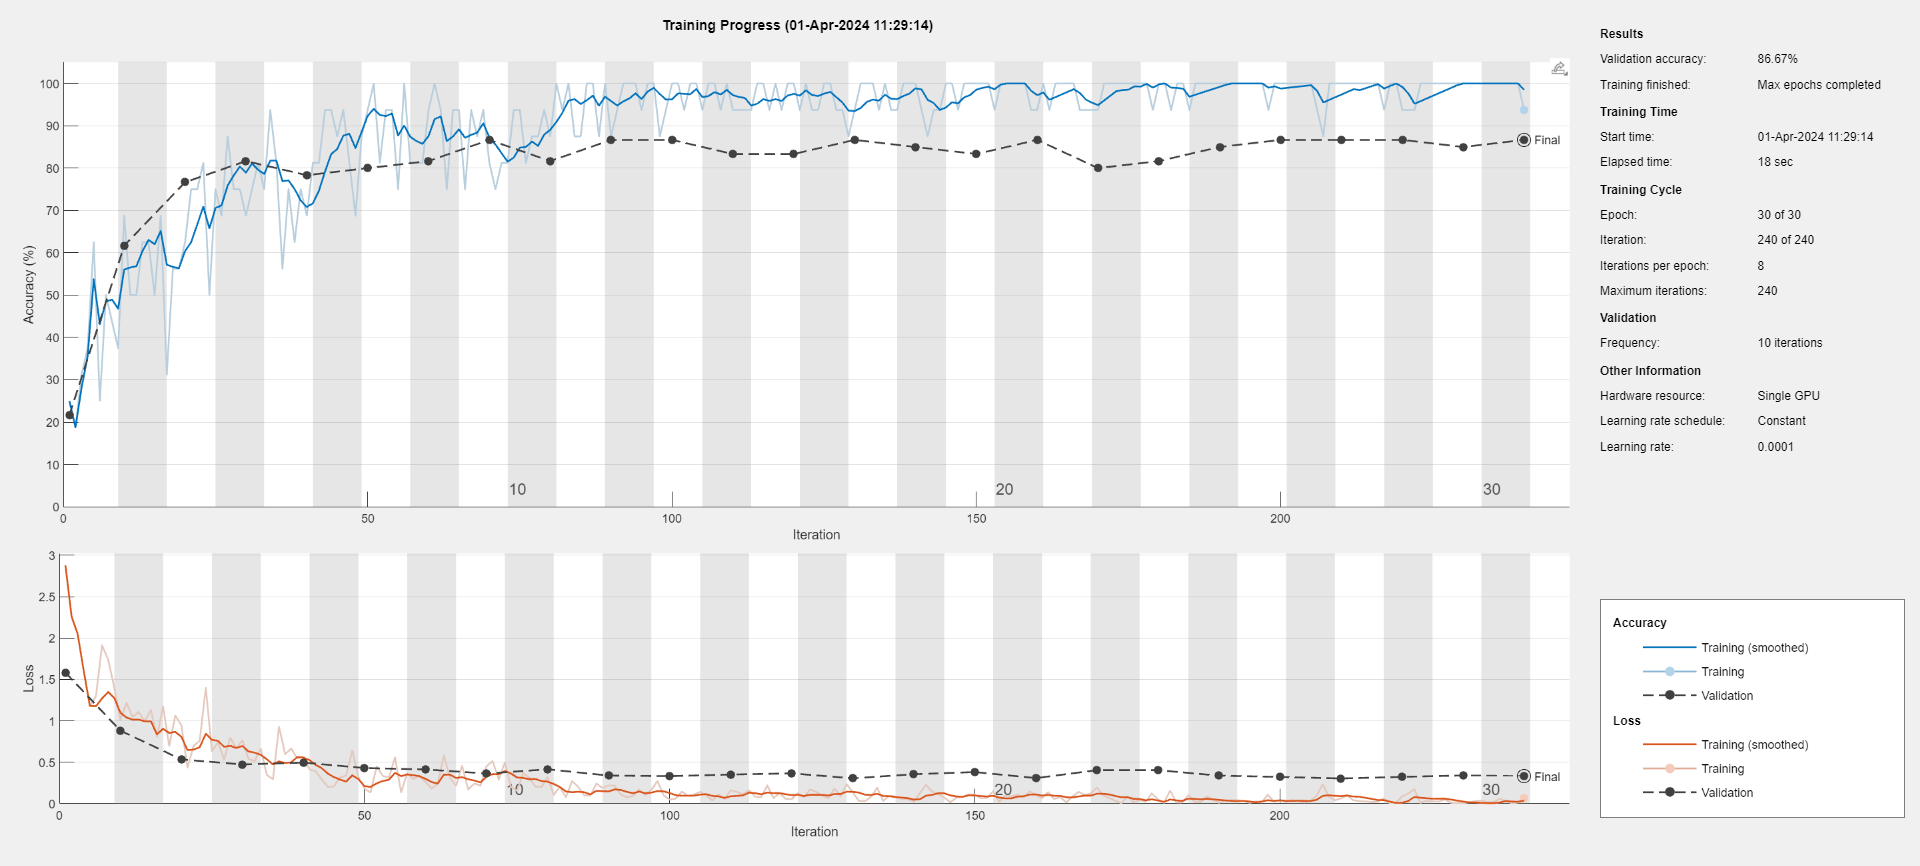 Training Progress (01-Apr-2024 11:29:14)
100
90
80
70
60
50
40
30
20
10
0
Accuracy (%)
10
20
30
Final
0
50
100
150
200
Iteration
3
2.5
2
1.5
1
0.5
0
Loss
10
20
30
Final
0
50
100
150
200
Iteration
Results
Validation accuracy: 86.67%
Training finished: Max epochs completed
Training Time
Start time: 01-Apr-2024 11:29:14
Elapsed time: 18 sec
Training Cycle
Epoch: 30 of 30
Iteration: 240 of 240
Iterations per epoch: 8
Maximum iterations: 240
Validation
Frequency: 10 iterations
Other Information
Hardware resource: Single GPU
Learning rate schedule: Constant
Learning rate: 0.0001
Accuracy
Training (smoothed)
Training
Validation
Loss
Training (smoothed)
Training
Validation